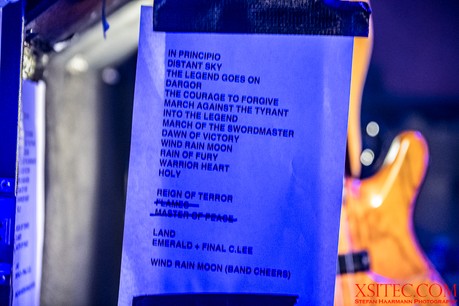 IN PRINCIPIO
DISTANT SKY
THE LEGEND GOES ON
DARGOR
THE COURAGE TO FORGIVE
MARCH AGAINST THE TYRANT
INTO THE LEGEND
MARCH OF THE SWORDMASTER
DAWN OF VICTORY
WIND RAIN MOON
RAIN OF FURY
WARRIOR HEART
HOLY
REIGN OF TERROR
FLAMES
MASTER OF PEACE
LAND
EMERALD + FINAL C.LEE
WIND RAIN MOON (BAND CHEERS)
XSITEC.COM
STEFAN HAARMANN PHOTOGRAF